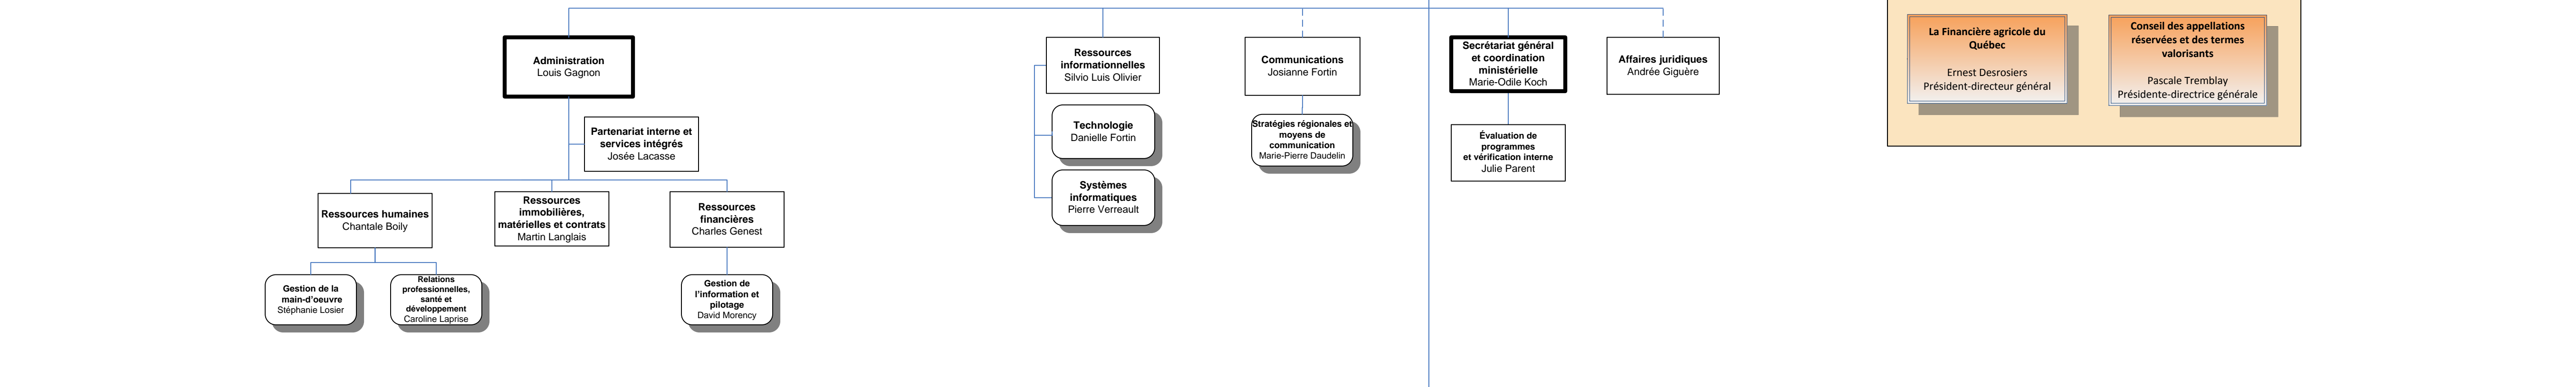 Administration
Louis Gagnon
Partenariat interne et
services intégrés
Josée Lacasse
Ressources humaines
Chantale Boily
Ressources
immobilières,
matérielles et contrats
Martin Langlais
Ressources
financières
Charles Genest
Gestion de la
main-d'oeuvre
Stéphanie Losier
Relations
professionnelles,
santé et
développement
Caroline Laprise
Gestion de
l'information et
pilotage
David Morency
Ressources
informationnelles
Silvio Luis Olivier
Technologie
Danielle Fortin
Systèmes
informatiques
Pierre Verreault
Communications
Josianne Fortin
Stratégies régionales et
moyens de
communication
Marie-Pierre Daudelin
Secrétariat général
et coordination
ministérielle
Marie-Odile Koch
Évaluation de
programmes
et vérification interne
Julie Parent
Affaires juridiques
Andrée Giguère
La Financière agricole du
Québec
Ernest Desrosiers
Président-directeur général
Conseil des appellations
réservées et des termes
valorisants
Pascale Tremblay
Présidente-directrice générale